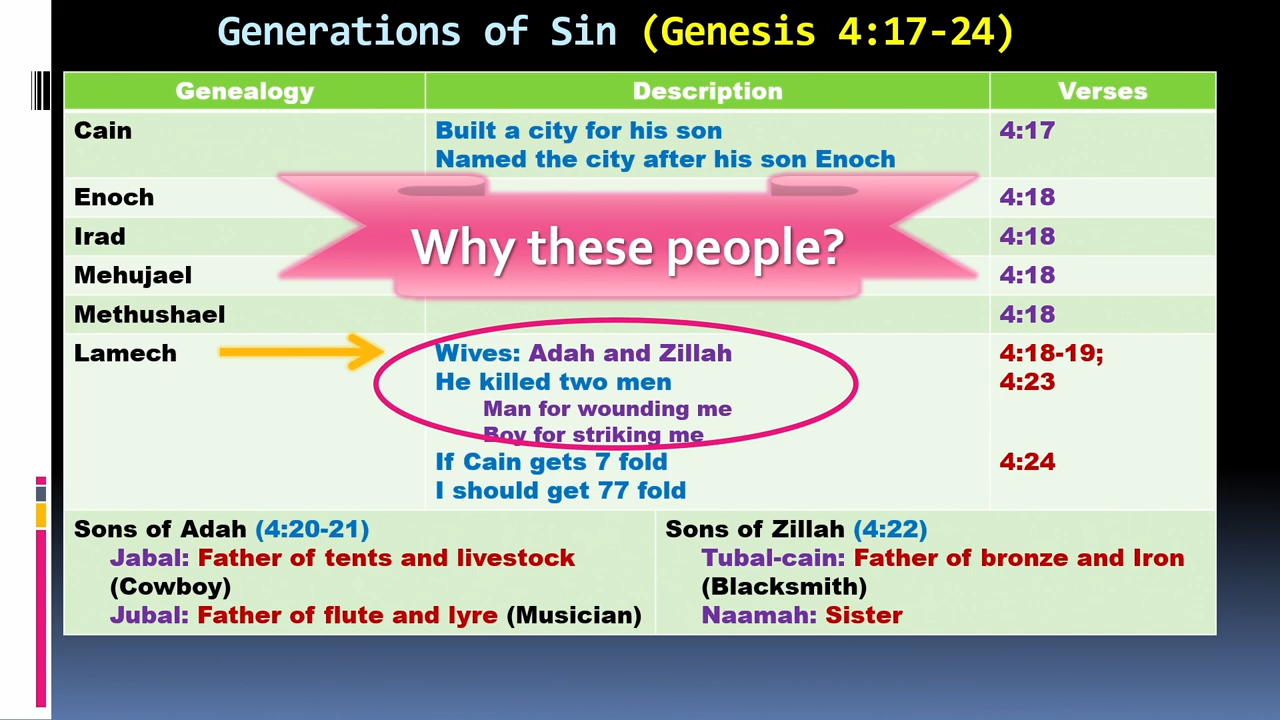 Generations of Sin (Genesis 4:17-24)
Genealogy Description Verses
Cain Built a city for his son 4:17
Named the city after his son Enoch
Enoch 4:18
Irad 4:18
Why these people?
Mehujael 4:18
Methushael 4:18
Lamech Wives: Adah and Zillah 4:18-19;
He killed two men 4:23
Man for wounding me
Boy for striking me
If Cain gets 7 fold 4:24
I should get 77 fold
Sons of Adah (4:20-21)
Jabal: Father of tents and livestock
(Cowboy)
Jubal: Father of flute and lyre (Musician)
Sons of Zillah (4:22)
Tubal-cain: Father of bronze and Iron
(Blacksmith)
Naamah: Sister